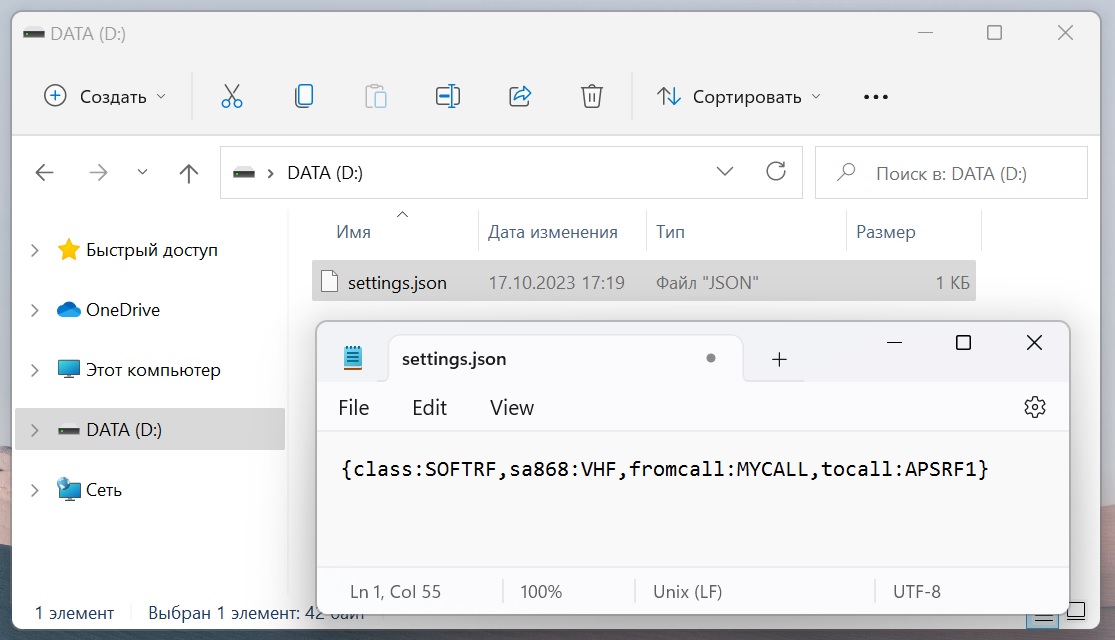 DATA (D:)
Создать
Сортировать
DATA (D:)
Поиск в: DATA (D:)
Имя
Дата изменения
Тип
Размер
settings.json
17.10.2023 17:19
Файл "JSON"
1 КБ
Быстрый доступ
OneDrive
Этот компьютер
DATA (D:)
Сеть
settings.json
File
Edit
View
{class:SOFTRF,sa868:VHF,fromcall:MYCALL,tocall:APSRF1}
Ln 1, Col 55
100%
Unix (LF)
UTF-8
1 элемент
Выбран 1 элемент: 42 байт